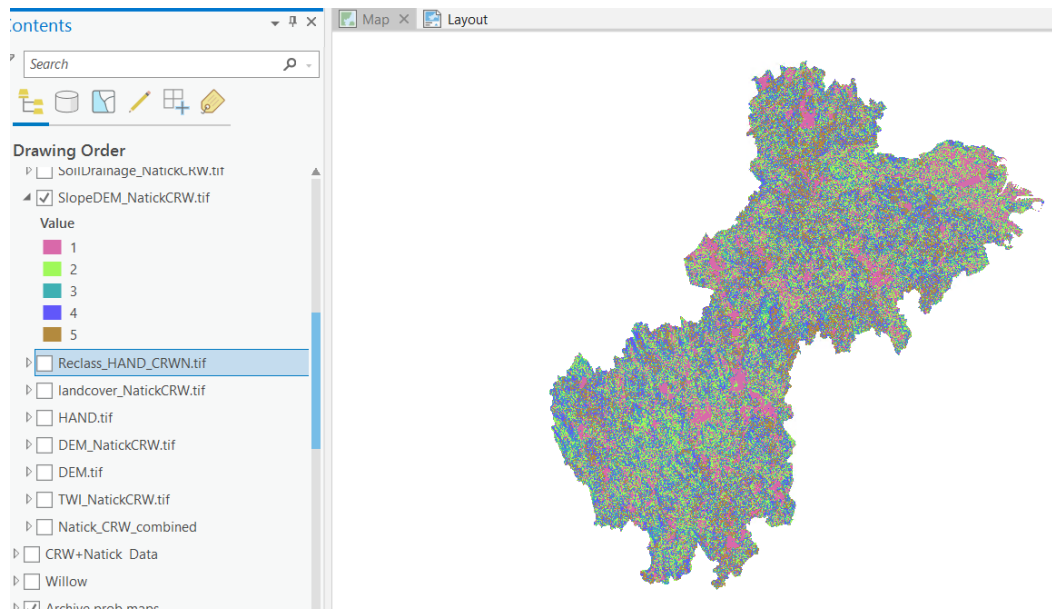 Contents
Map
Layout
Search
Drawing Order
SoilDrainage_NatickCRW.tif
SlopeDEM_NatickCRW.tif
Value
1
2
3
4
5
Reclass_HAND_CRWN.tif
landcover_NatickCRW.tif
HAND.tif
DEM_NatickCRW.tif
DEM.tif
TWI_NatickCRW.tif
Natick_CRW_combined
CRW+Natick Data
Willow
Archive prob maps